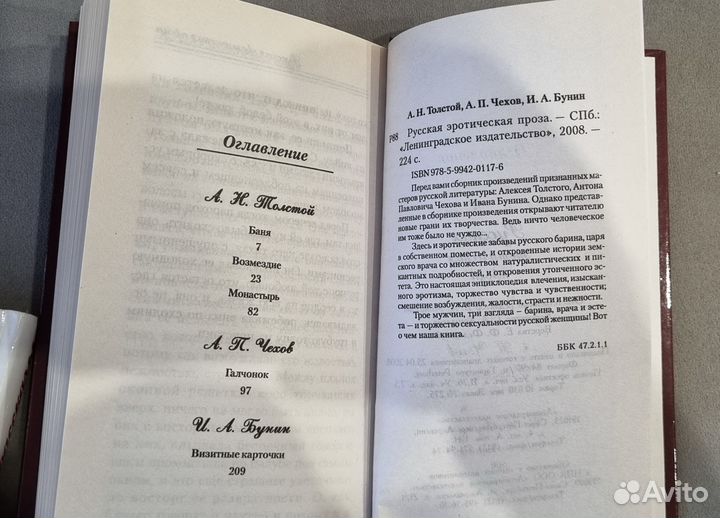 Оглавление
А. Н. Толстой
Баня
7
Возмездие
23
Монастырь
82
А. П. Чехов
Галчонок
97
И. А. Бунин
Визитные карточки
209
А. Н. Толстой, А. П. Чехов, И. А. Бунин
Р88 Русская эротическая проза. — СПб.:
«Ленинградское издательство», 2008. —
224 с.
ISBN 978-5-9942-0117-6
Перед вами сборник произведений признанных ма-
стеров русской литературы: Алексея Толстого, Антона
Павловича Чехова и Ивана Бунина. Однако представ-
ленные в сборнике произведения открывают читателю
новые грани их творчества. Ведь ничто человеческое
им тоже было не чуждо...
Здесь и эротические забавы русского барина, царя
в собственном поместье, и откровенные истории зем-
ского врача со множеством натуралистических и пи-
кантных подробностей, и откровения утонченного эс-
тета. Это настоящая энциклопедия влечения, изыскан-
ного эротизма, торжество чувства и чувственности;
смешение возбуждения, жалости, страсти и нежности.
Трое мужчин, три взгляда — барина, врача и эсте-
та — и торжество сексуальности русской женщины! Вот
о чем наша книга.
ББК 47.2.1.1
Avito